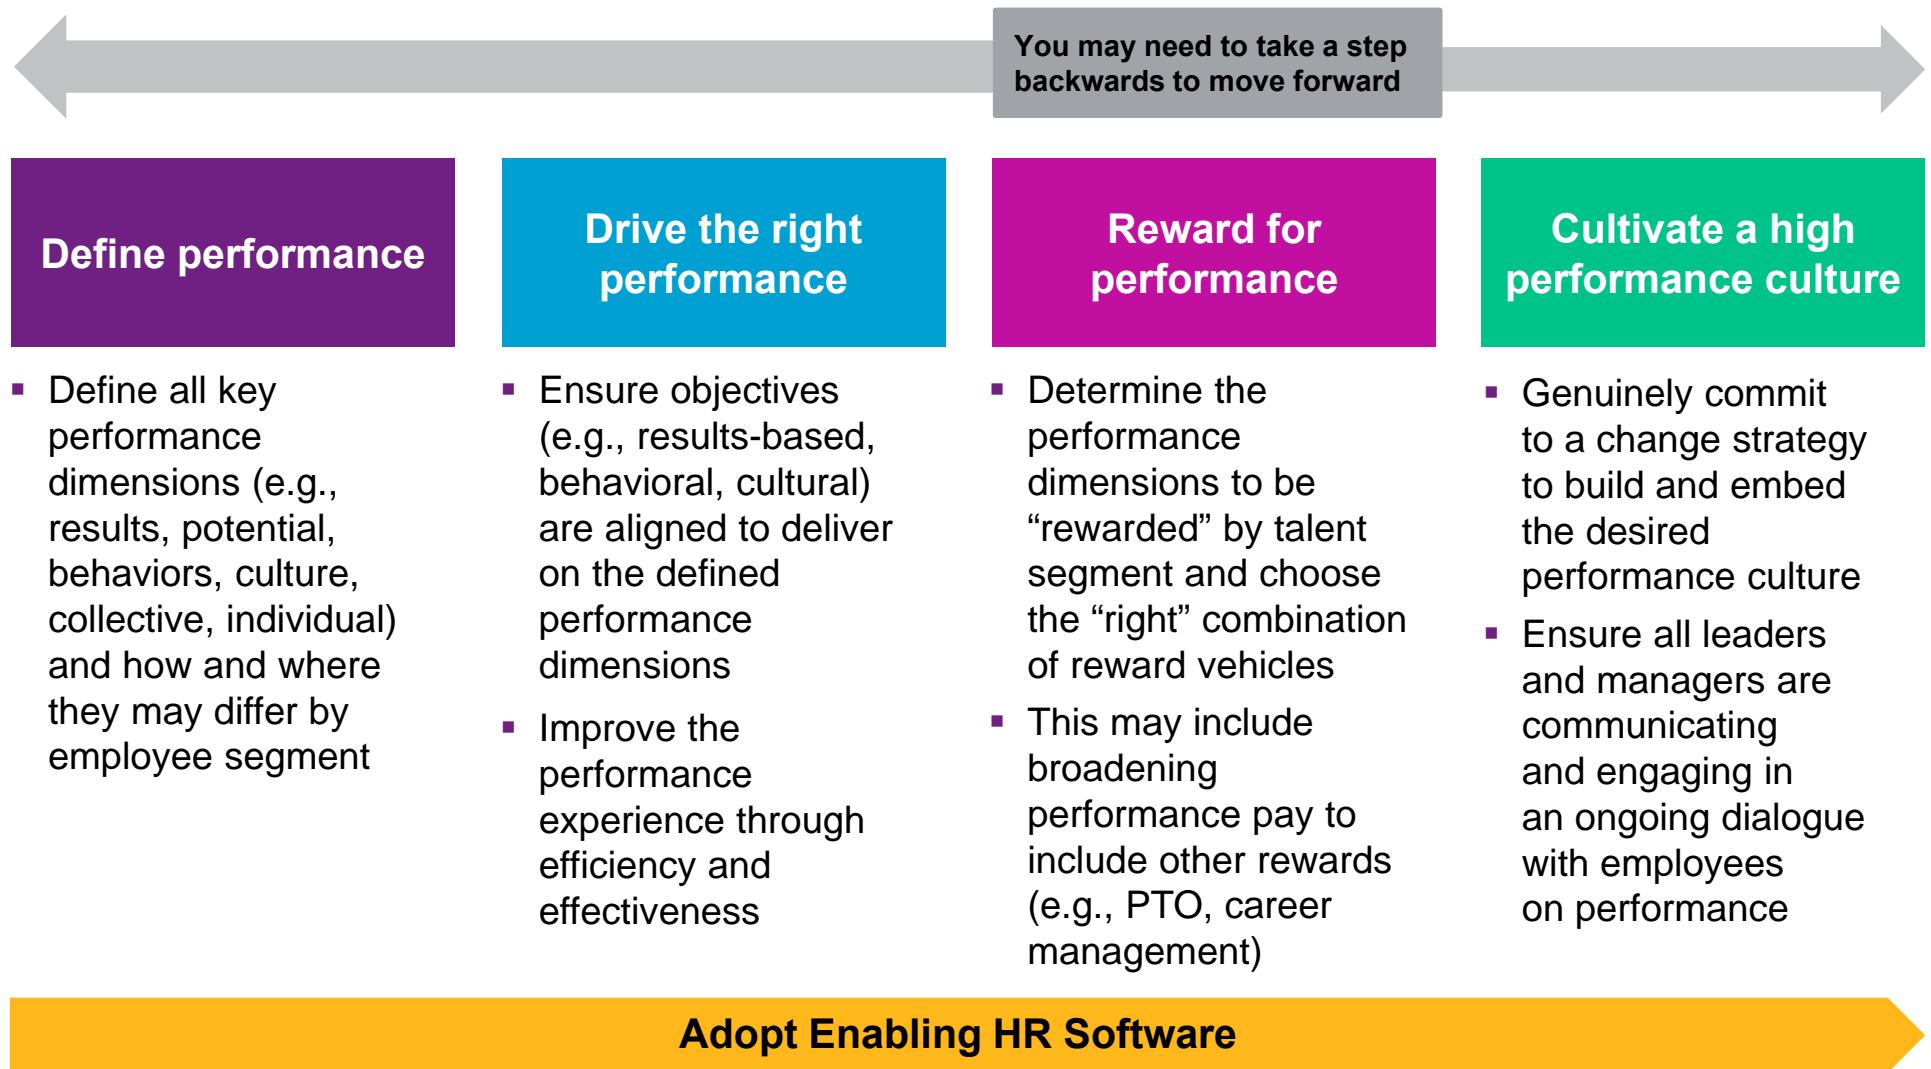 You may need to take a step
backwards to move forward
Define performance
Drive the right
performance
Reward for
performance
Cultivate a high
performance culture
▪ Define all key
performance
dimensions (e.g.,
results, potential,
behaviors, culture,
collective, individual)
and how and where
they may differ by
employee segment
▪ Ensure objectives
(e.g., results-based,
behavioral, cultural)
are aligned to deliver
on the defined
performance
dimensions
▪ Improve the
performance
experience through
efficiency and
effectiveness
▪ Determine the
performance
dimensions to be
“rewarded” by talent
segment and choose
the “right” combination
of reward vehicles
▪ This may include
broadening
performance pay to
include other rewards
(e.g., PTO, career
management)
▪ Genuinely commit
to a change strategy
to build and embed
the desired
performance culture
▪ Ensure all leaders
and managers are
communicating
and engaging in
an ongoing dialogue
with employees
on performance
Adopt Enabling HR Software